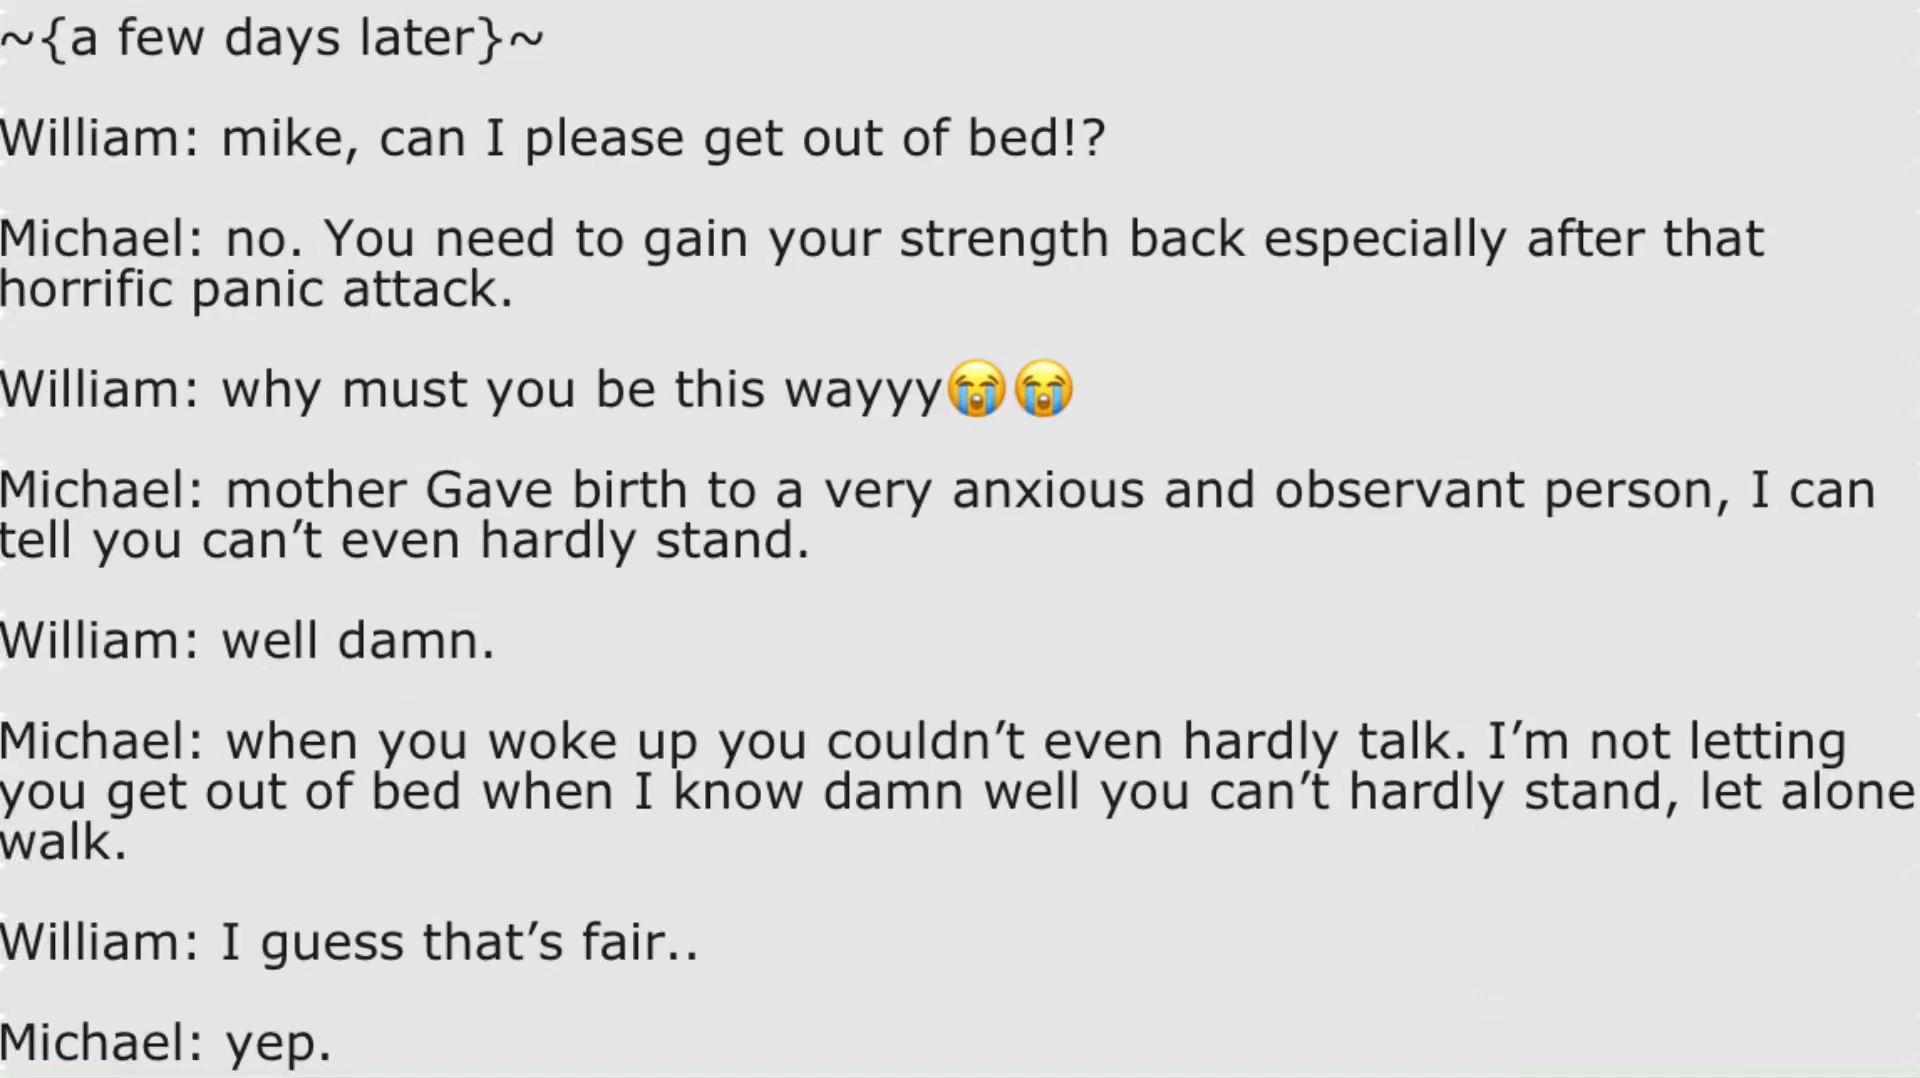 ~{a few days later}~
William: mike, can I please get out of bed!?
Michael: no. You need to gain your strength back especially after that
horrific panic attack.
William: why must you be this wayyy😭😭
Michael: mother Gave birth to a very anxious and observant person, I can
tell you can’t even hardly stand.
William: well damn.
Michael: when you woke up you couldn’t even hardly talk. I’m not letting
you get out of bed when I know damn well you can’t hardly stand, let alone
walk.
William: I guess that’s fair..
Michael: yep.